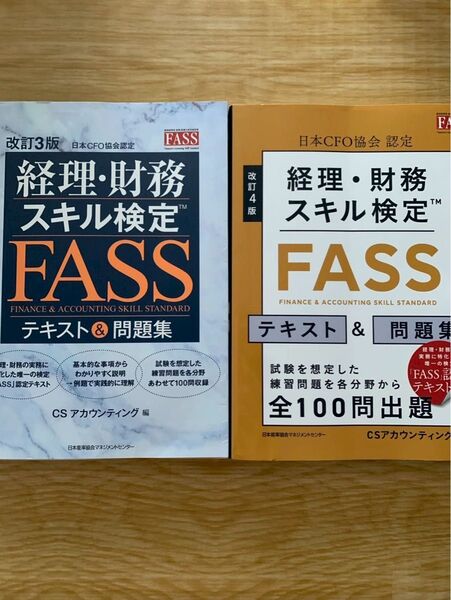 FASS
改訂3版
日本CFO協会認定
経理・財務
スキル検定™
FASS
FINANCE & ACCOUNTING SKILL STANDARD
テキスト&問題集
理・財務の実務に
化した唯一の検定
ASS」認定テキスト
基本的な事項から
わかりやすく説明
例題で実践的に理解
試験を想定した
練習問題を各分野
あわせて100問収録
CSアカウンティング 編
日本能率協会マネジメントセンター
FASS
日本CFO協会 認定
改訂4版
経理・財務
スキル検定™
FASS
FINANCE & ACCOUNTING SKILL STANDARD
テキスト & 問題集
試験を想定した
練習問題を各分野から
全100問出題
経理・財務
実務に特化
唯一の検
「FASS」認
テキスト
日本能率協会マネジメントセンター
CSアカウンティング